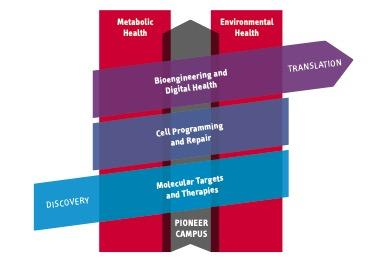 Metabolic
Health
Environmental
Health
TRANSLATION
Bioengineering and
Digital Health
Cell Programming
and Repair
Molecular Targets
and Therapies
DISCOVERY
PIONEER
CAMPUS